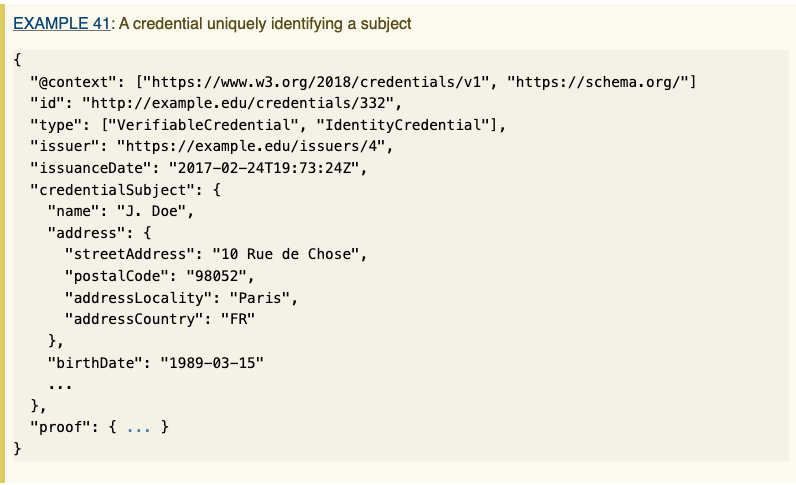 EXAMPLE 41: A credential uniquely identifying a subject
{
  "@context": ["https://www.w3.org/2018/credentials/v1", "https://schema.org/"]
  "id": "http://example.edu/credentials/332",
  "type": ["VerifiableCredential", "IdentityCredential"],
  "issuer": "https://example.edu/issuers/4",
  "issuanceDate": "2017-02-24T19:73:24Z",
  "credentialSubject": {
    "name": "J. Doe",
    "address": {
      "streetAddress": "10 Rue de Chose",
      "postalCode": "98052",
      "addressLocality": "Paris",
      "addressCountry": "FR"
    },
    "birthDate": "1989-03-15"
    ...
  },
  "proof": { ... }
}